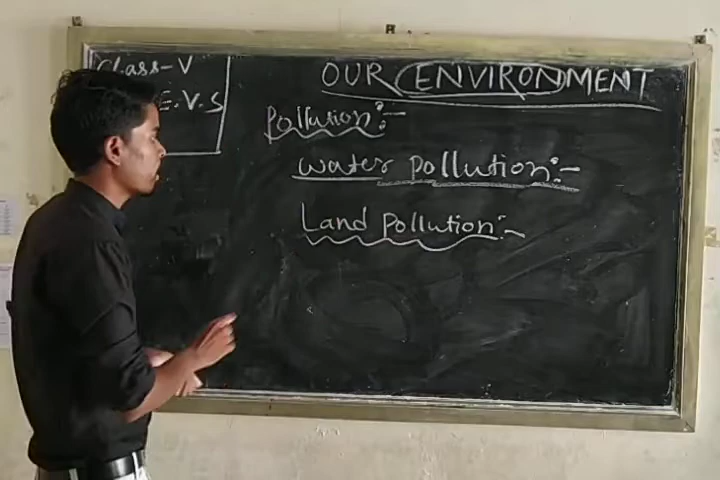 Class-V
E.V.S
OUR ENVIRONMENT
Pollution:-
water pollution:-
Land pollution:-